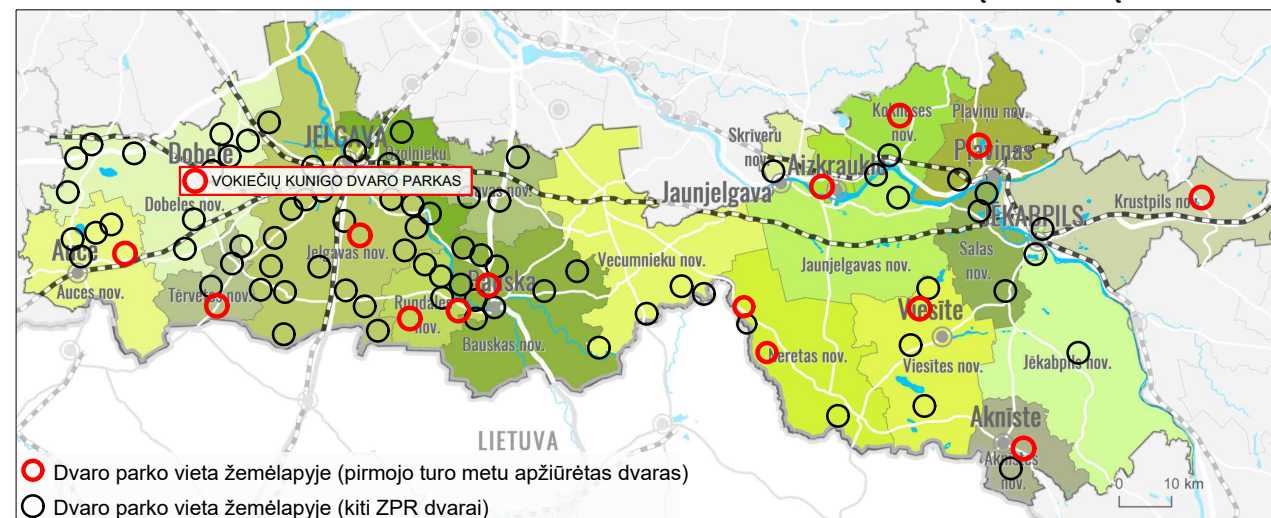 Kokneses
nov.
Pļaviņu nov.
JELGAVA
Ozolnieku
Skrīveru
nov.
Dobele
Aizkraukle
Pļaviņas
VOKIEČIŲ KUNIGO DVARO PARKAS
Jaunjelgava
Krustpils nov.
Dobeles nov.
JĒKABPILS
Salas
nov.
Auce
Jelgavas nov.
Vecumnieku nov.
Jaunjelgavas nov.
Auces nov.
Tērvetes nov.
Bauska
Rundāles
nov.
Viesīte
Bauskas nov.
Neretas nov.
Viesītes nov.
Jēkabpils nov.
LIETUVA
Aknīste
Aknīstes
nov.
Dvaro parko vieta žemėlapyje (pirmojo turo metu apžiūrėtas dvaras)
0 10 km
Dvaro parko vieta žemėlapyje (kiti ZPR dvarai)